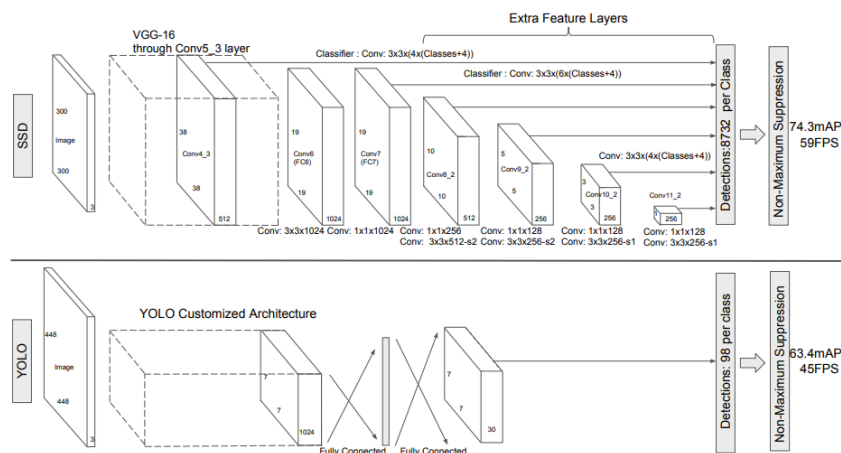 Extra Feature Layers
VGG-16
through Conv5_3 layer
Classifier : Conv: 3x3x(4x(Classes+4))
Classifier : Conv: 3x3x(6x(Classes+4))
SSD
300
Image
300
3
38
Conv4_3
38
512
19
Conv6
(FC6)
19
1024
19
Conv7
(FC7)
19
1024
10
Conv8_2
10
512
5
Conv9_2
5
256
Conv: 3x3x(4x(Classes+4))
3
Conv10_2
3
256
Conv11_2
1
256
Detections:8732 per Class
Non-Maximum Suppression
74.3mAP
59FPS
Conv: 3x3x1024
Conv: 1x1x1024
Conv: 1x1x256
Conv: 3x3x512-s2
Conv: 1x1x128
Conv: 3x3x256-s2
Conv: 1x1x128
Conv: 3x3x256-s1
Conv: 1x1x128
Conv: 3x3x256-s1
YOLO
448
Image
448
3
YOLO Customized Architecture
7
7
1024
Fully Connected
Fully Connected
7
7
30
Detections: 98 per class
Non-Maximum Suppression
63.4mAP
45FPS